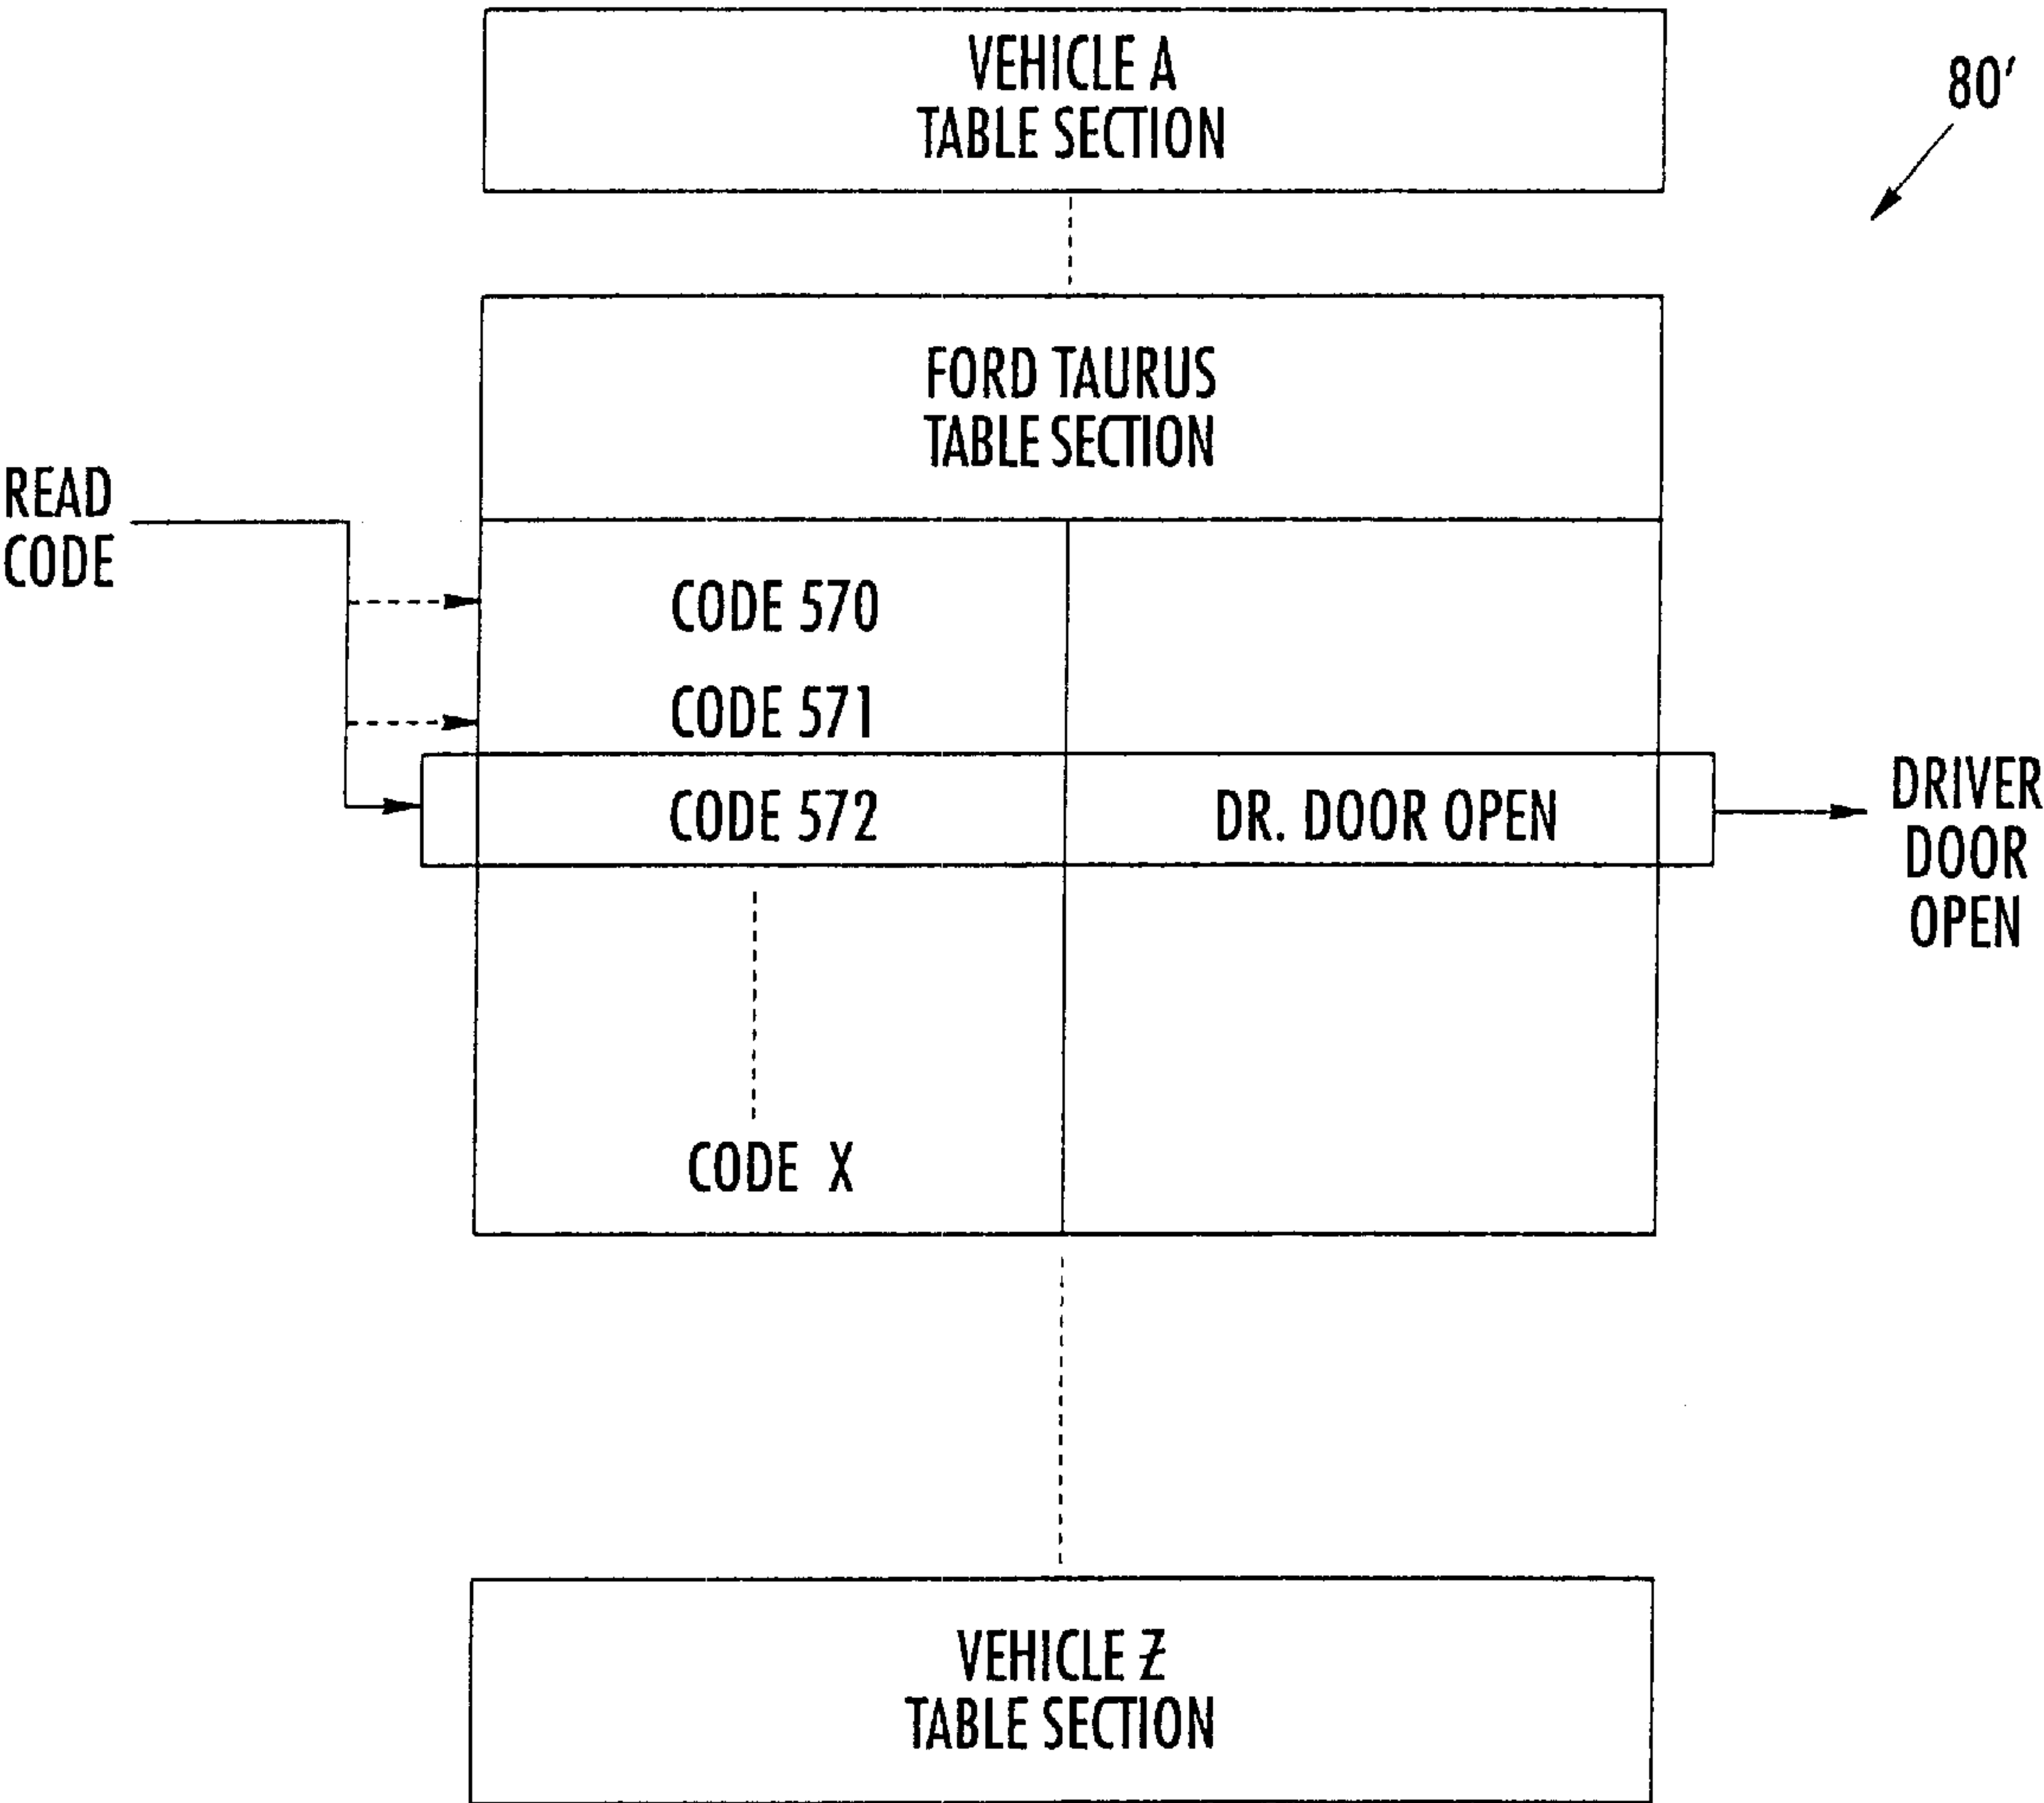 VEHICLE A
TABLE SECTION
80'
FORD TAURUS
TABLE SECTION
READ
CODE
CODE 570
CODE 571
CODE 572
DR. DOOR OPEN
DRIVER
DOOR
OPEN
CODE X
VEHICLE Z
TABLE SECTION